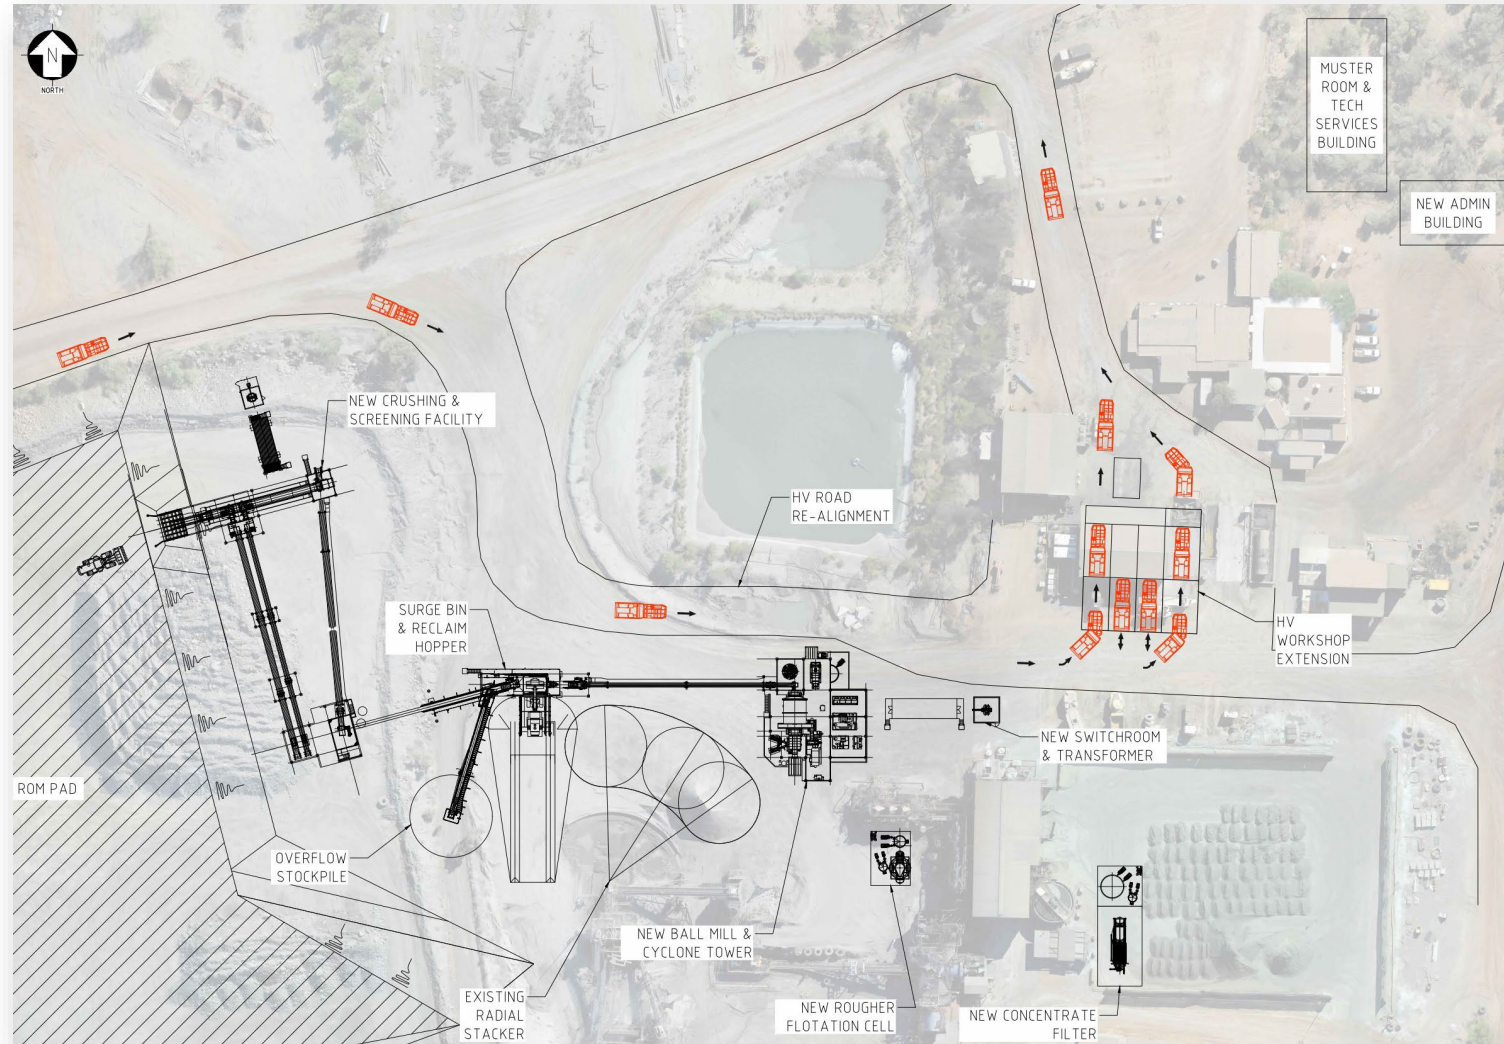 N
NORTH
MUSTER
ROOM &
TECH
SERVICES
BUILDING
NEW ADMIN
BUILDING
NEW CRUSHING &
SCREENING FACILITY
HV ROAD
RE-ALIGNMENT
SURGE BIN
& RECLAIM
HOPPER
HV
WORKSHOP
EXTENSION
NEW SWITCHROOM
& TRANSFORMER
ROM PAD
OVERFLOW
STOCKPILE
NEW BALL MILL &
CYCLONE TOWER
EXISTING
RADIAL
STACKER
NEW ROUGHER
FLOTATION CELL
NEW CONCENTRATE
FILTER